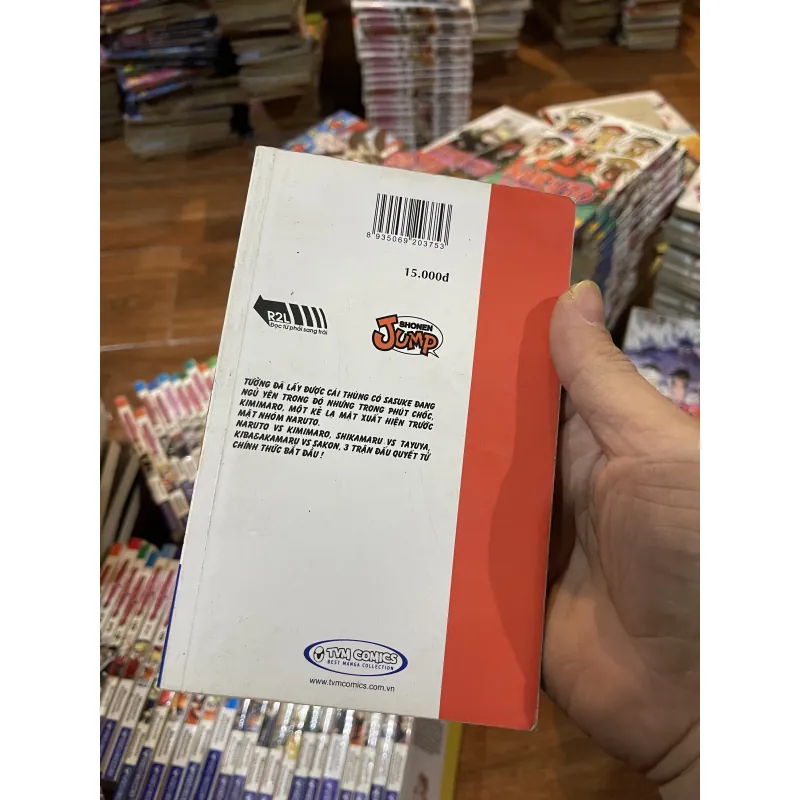 8 935069 203753
15.000đ
R2L
Đọc từ phải sang trái
SHONEN
JUMP
TƯỞNG ĐÃ LẤY ĐƯỢC CÁI THÙNG CÓ SASUKE ĐANG
NGỦ YÊN TRONG ĐÓ NHƯNG TRONG PHÚT CHỐC,
KIMIMARO, MỘT KẺ LẠ MẶT XUẤT HIỆN TRƯỚC
MẶT NHÓM NARUTO.
NARUTO VS KIMIMARO, SHIKAMARU VS TAYUYA,
KIBA&AKAMARU VS SAKON, 3 TRẬN ĐẤU QUYẾT TỬ
CHÍNH THỨC BẮT ĐẦU !
TVM COMICS
BEST MANGA COLLECTION
www.tvmcomics.com.vn